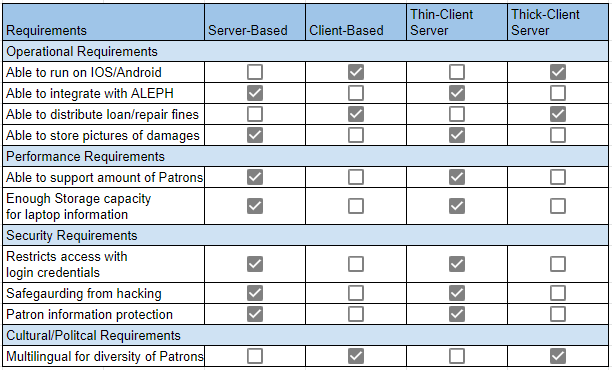 Requirements Server-Based Client-Based Thin-Client Server Thick-Client Server
Operational Requirements
Able to run on IOS/Android
Able to integrate with ALEPH
Able to distribute loan/repair fines
Able to store pictures of damages
Performance Requirements
Able to support amount of Patrons
Enough Storage capacity
for laptop information
Security Requirements
Restricts access with
login credentials
Safegaurding from hacking
Patron information protection
Cultural/Politcal Requirements
Multilingual for diversity of Patrons